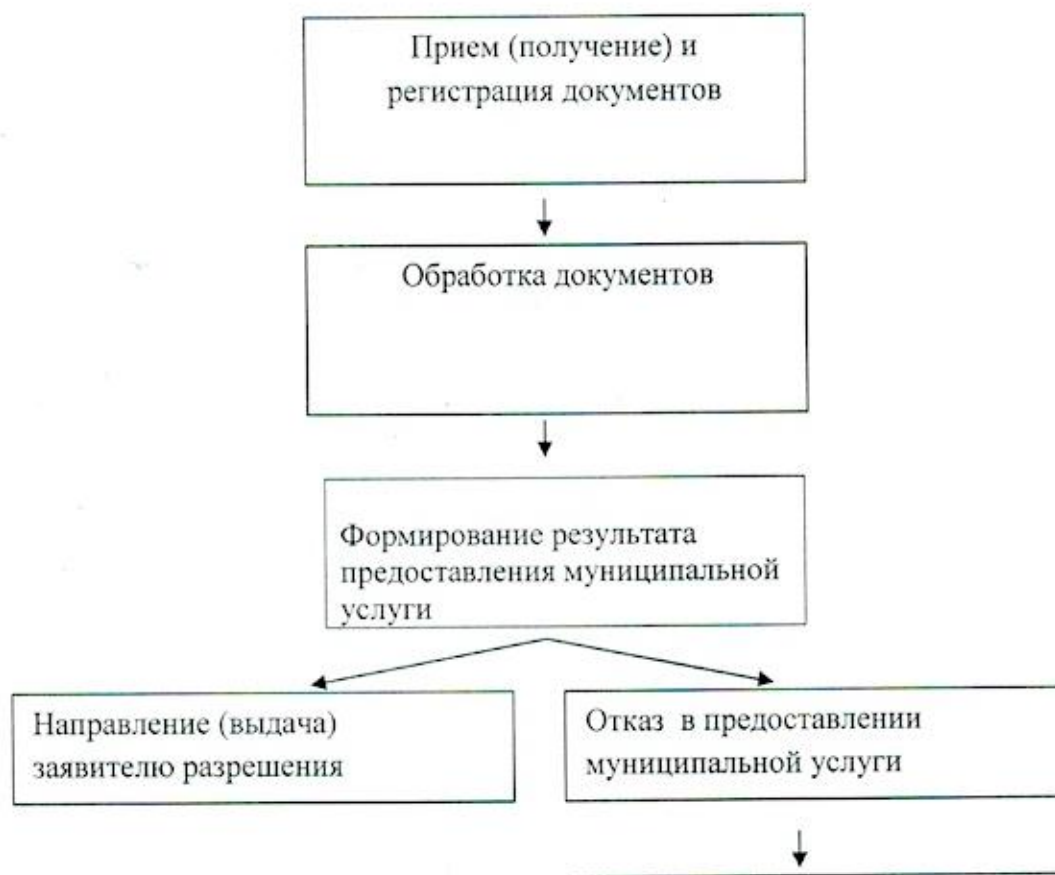 Прием (получение) и
регистрация документов
Обработка документов
Формирование результата
предоставления муниципальной
услуги
Направление (выдача)
заявителю разрешения
Отказ в предоставлении
муниципальной услуги